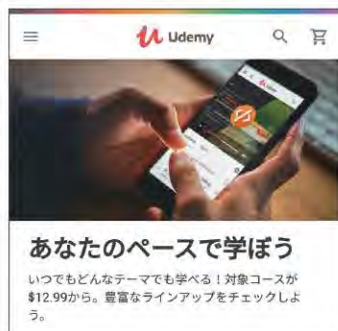 Udemy
あなたのペースで学ぼう
いつでもどんなテーマでも学べる！対象コースが
$12.99から。豊富なラインアップをチェックしよ
う。